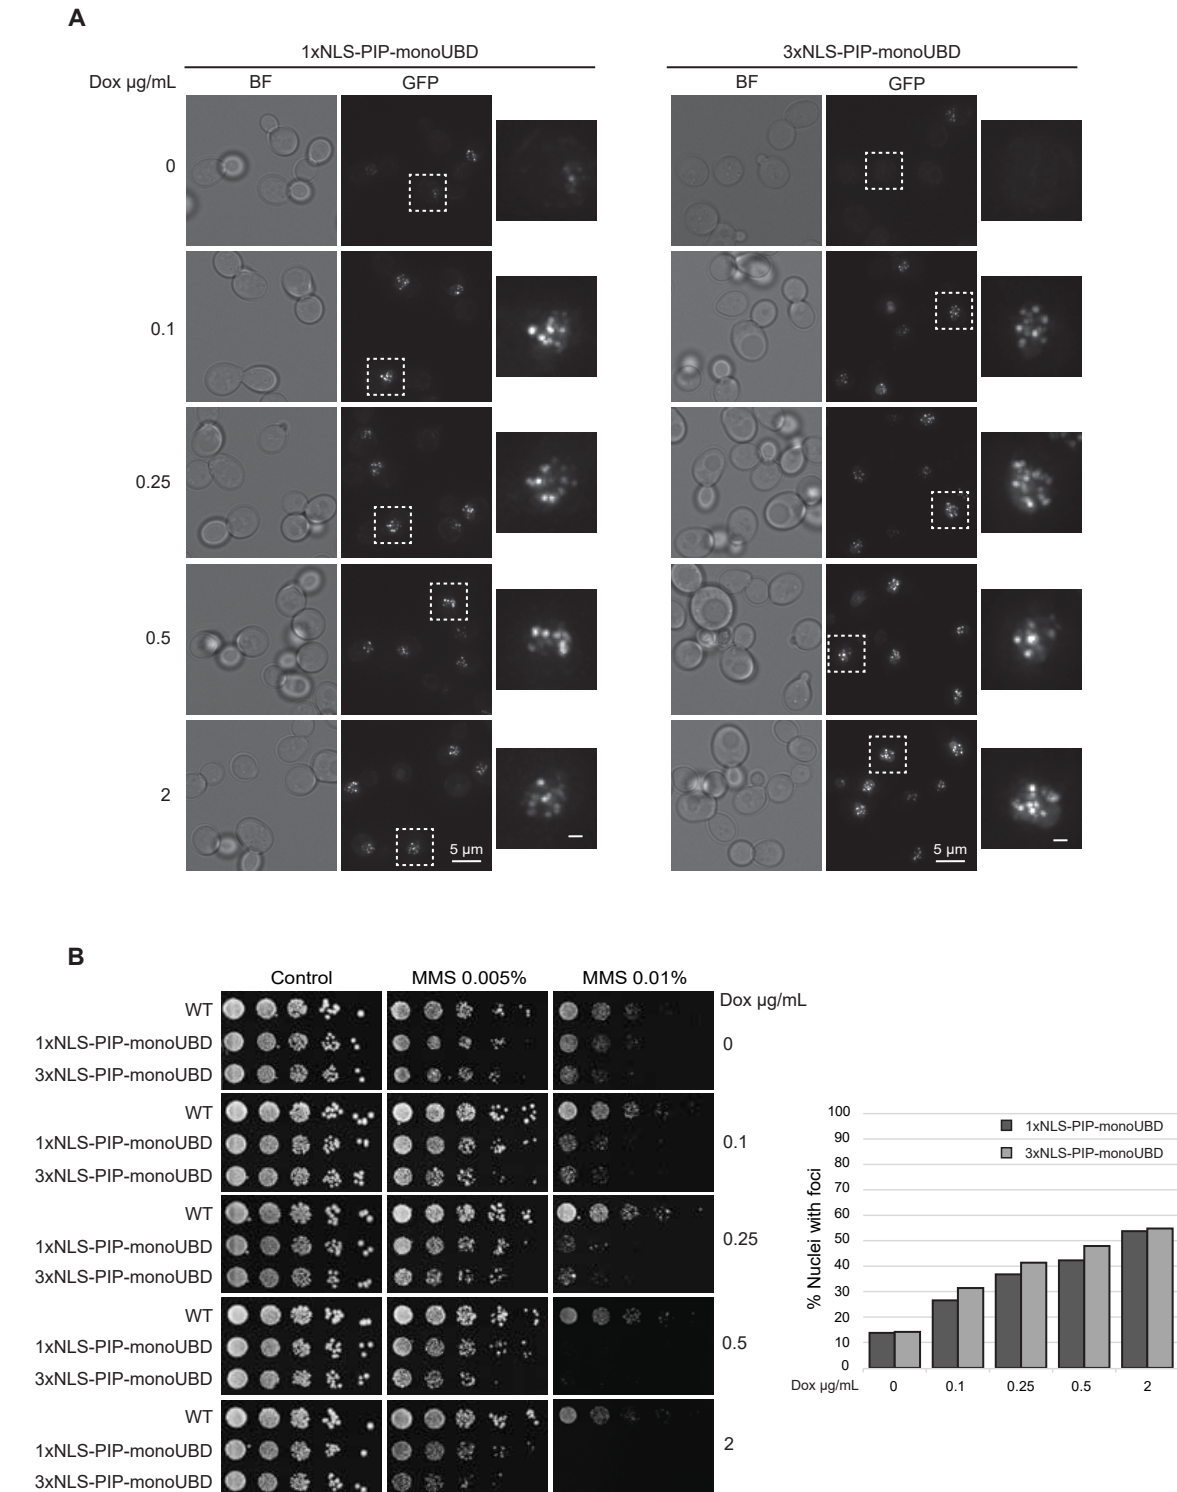 A
1xNLS-PIP-monoUBD
3xNLS-PIP-monoUBD
Dox µg/mL
BF
GFP
BF
GFP
0
0.1
0.25
0.5
2
5 µm
5 µm
B
Control
MMS 0.005%
MMS 0.01%
Dox µg/mL
WT
1xNLS-PIP-monoUBD
0
3xNLS-PIP-monoUBD
WT
1xNLS-PIP-monoUBD
0.1
3xNLS-PIP-monoUBD
WT
1xNLS-PIP-monoUBD
0.25
3xNLS-PIP-monoUBD
WT
1xNLS-PIP-monoUBD
0.5
3xNLS-PIP-monoUBD
WT
1xNLS-PIP-monoUBD
2
3xNLS-PIP-monoUBD
% Nuclei with foci
100
90
80
70
60
50
40
30
20
10
0
1xNLS-PIP-monoUBD
3xNLS-PIP-monoUBD
Dox µg/mL 0 0.1 0.25 0.5 2